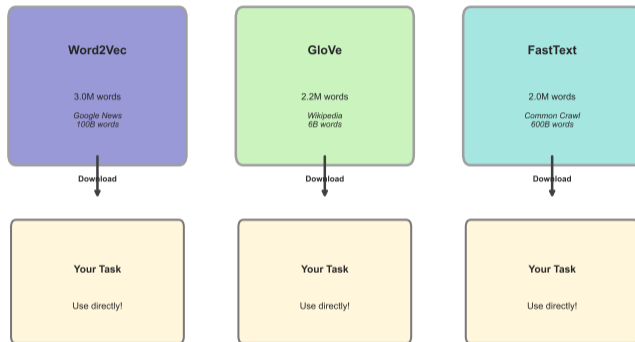 Word2Vec
3.0M words
Google News
100B words
Download
Your Task
Use directly!
GloVe
2.2M words
Wikipedia
6B words
Download
Your Task
Use directly!
FastText
2.0M words
Common Crawl
600B words
Download
Your Task
Use directly!